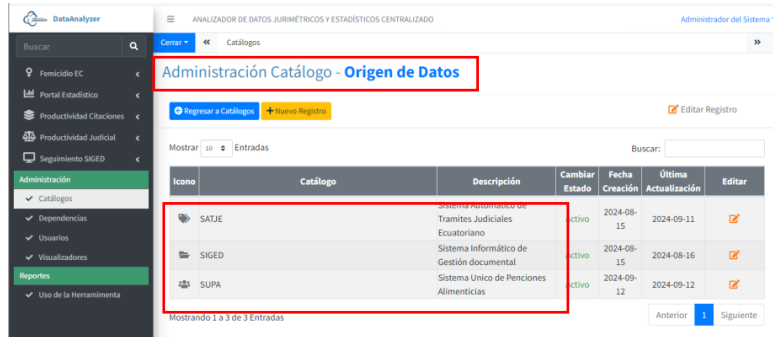 DataAnalyzer
ANALIZADOR DE DATOS JURIMÉTRICOS Y ESTADÍSTICOS CENTRALIZADO
Administrador del Sistema
Buscar
Cerrar
Catálogos
Femicidio EC
Portal Estadístico
Productividad Citaciones
Productividad Judicial
Seguimiento SIGED
Administración
Catálogos
Dependencias
Usuarios
Visualizadores
Reportes
Uso de la Herramimenta
Administración Catálogo - Origen de Datos
Regresar a Catálogos
Nuevo Registro
Editar Registro
Mostrar 10 Entradas
Buscar:
Icono Catálogo Descripción Cambiar Estado Fecha Creación Última Actualización Editar
SATJE Sistema Automatico de Tramites Judiciales Ecuatoriano Activo 2024-08-15 2024-09-11
SIGED Sistema Informático de Gestión documental Activo 2024-08-15 2024-08-16
SUPA Sistema Unico de Penciones Alimenticias Activo 2024-09-12 2024-09-12
Mostrando 1 a 3 de 3 Entradas
Anterior 1 Siguiente